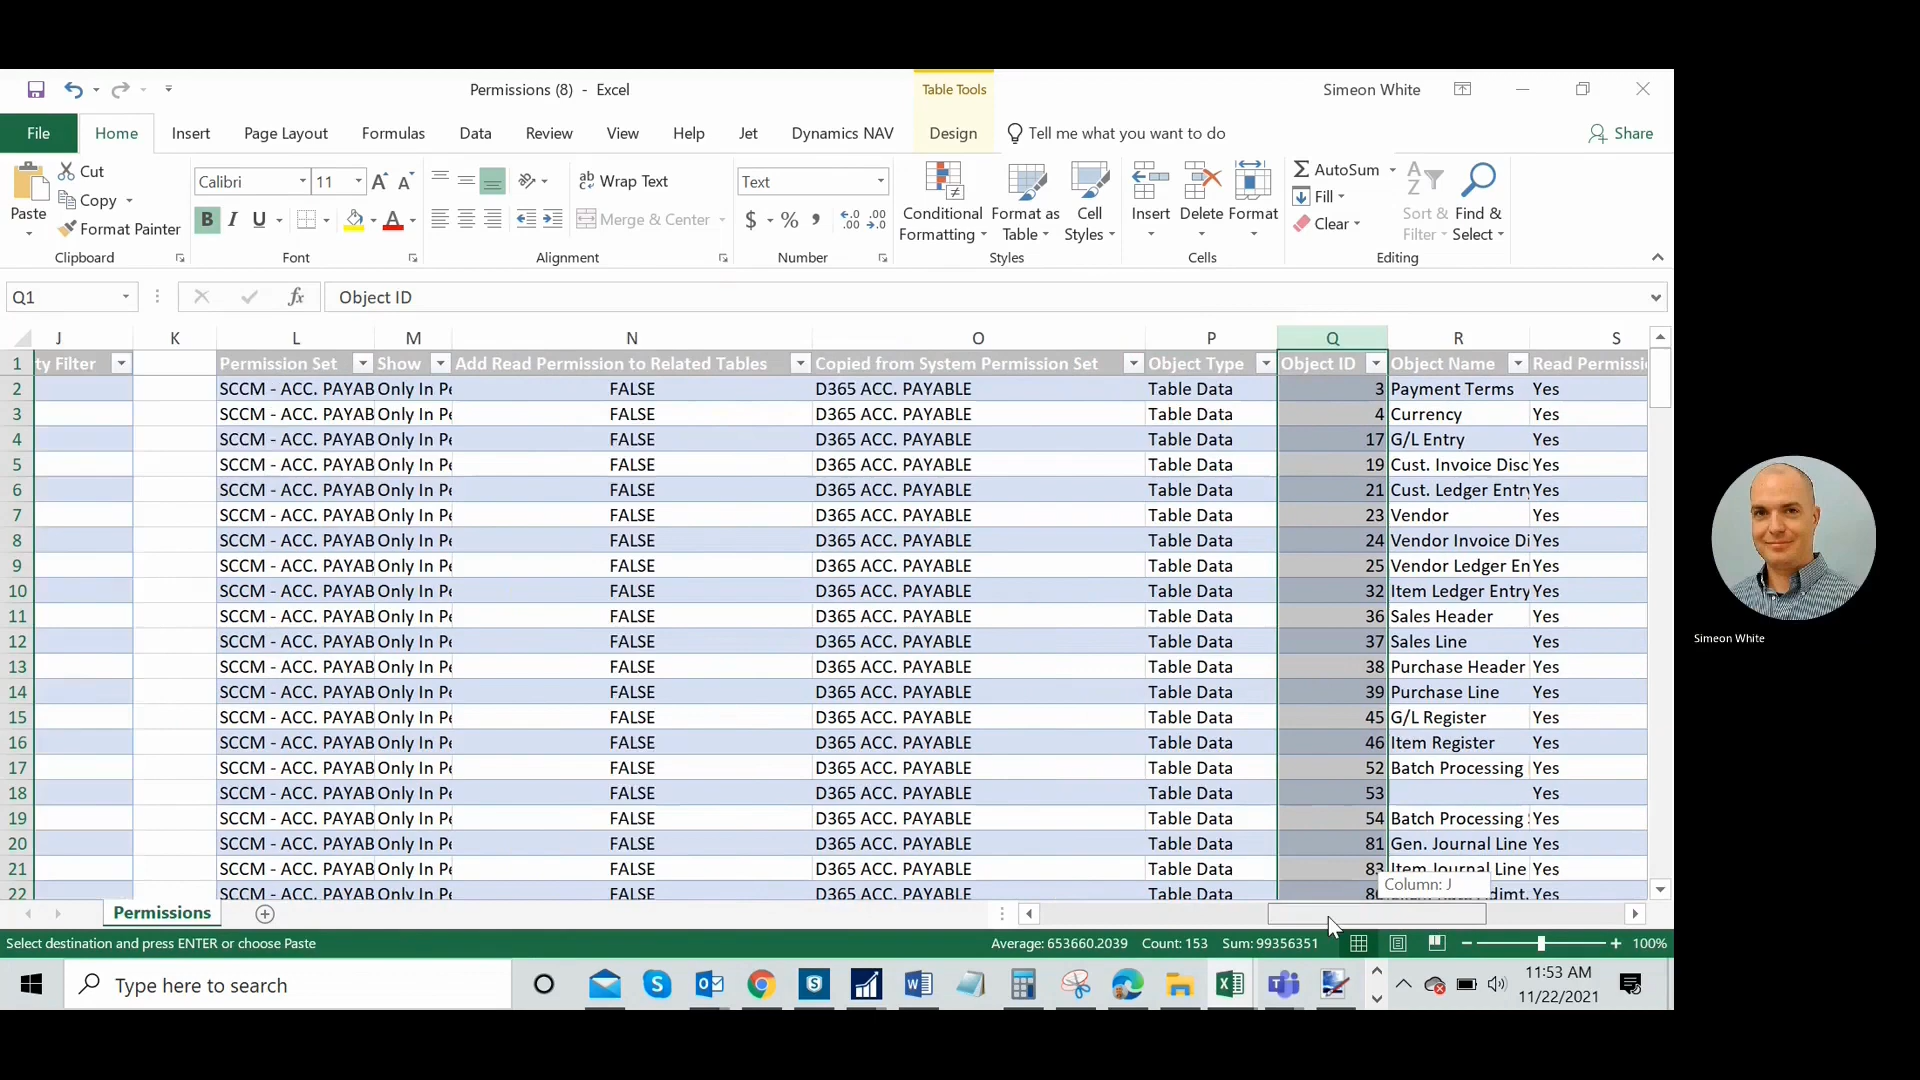 Permissions (8) - Excel
Table Tools
Simeon White
File Home Insert Page Layout Formulas Data Review View Help Jet Dynamics NAV Design Tell me what you want to do Share
Cut
Copy
Format Painter
Paste
Clipboard
Calibri 11
B I U
Font
ab Wrap Text
Merge & Center
Alignment
Text
$ % ,
Number
Conditional Formatting
Format as Table
Cell Styles
Styles
Insert Delete Format
Cells
AutoSum
Fill
Clear
Sort & Filter
Find & Select
Editing
Q1 fx Object ID
J K L M N O P Q R S
1 ty Filter Permission Set Show Add Read Permission to Related Tables Copied from System Permission Set Object Type Object ID Object Name Read Permissi
2 SCCM - ACC. PAYAB Only In Pe FALSE D365 ACC. PAYABLE Table Data 3 Payment Terms Yes
3 SCCM - ACC. PAYAB Only In Pe FALSE D365 ACC. PAYABLE Table Data 4 Currency Yes
4 SCCM - ACC. PAYAB Only In Pe FALSE D365 ACC. PAYABLE Table Data 17 G/L Entry Yes
5 SCCM - ACC. PAYAB Only In Pe FALSE D365 ACC. PAYABLE Table Data 19 Cust. Invoice Disc Yes
6 SCCM - ACC. PAYAB Only In Pe FALSE D365 ACC. PAYABLE Table Data 21 Cust. Ledger Entry Yes
7 SCCM - ACC. PAYAB Only In Pe FALSE D365 ACC. PAYABLE Table Data 23 Vendor Yes
8 SCCM - ACC. PAYAB Only In Pe FALSE D365 ACC. PAYABLE Table Data 24 Vendor Invoice Di Yes
9 SCCM - ACC. PAYAB Only In Pe FALSE D365 ACC. PAYABLE Table Data 25 Vendor Ledger En Yes
10 SCCM - ACC. PAYAB Only In Pe FALSE D365 ACC. PAYABLE Table Data 32 Item Ledger Entry Yes
11 SCCM - ACC. PAYAB Only In Pe FALSE D365 ACC. PAYABLE Table Data 36 Sales Header Yes
12 SCCM - ACC. PAYAB Only In Pe FALSE D365 ACC. PAYABLE Table Data 37 Sales Line Yes
13 SCCM - ACC. PAYAB Only In Pe FALSE D365 ACC. PAYABLE Table Data 38 Purchase Header Yes
14 SCCM - ACC. PAYAB Only In Pe FALSE D365 ACC. PAYABLE Table Data 39 Purchase Line Yes
15 SCCM - ACC. PAYAB Only In Pe FALSE D365 ACC. PAYABLE Table Data 45 G/L Register Yes
16 SCCM - ACC. PAYAB Only In Pe FALSE D365 ACC. PAYABLE Table Data 46 Item Register Yes
17 SCCM - ACC. PAYAB Only In Pe FALSE D365 ACC. PAYABLE Table Data 52 Batch Processing Yes
18 SCCM - ACC. PAYAB Only In Pe FALSE D365 ACC. PAYABLE Table Data 53 Yes
19 SCCM - ACC. PAYAB Only In Pe FALSE D365 ACC. PAYABLE Table Data 54 Batch Processing Yes
20 SCCM - ACC. PAYAB Only In Pe FALSE D365 ACC. PAYABLE Table Data 81 Gen. Journal Line Yes
21 SCCM - ACC. PAYAB Only In Pe FALSE D365 ACC. PAYABLE Table Data 83 Item Journal Line Yes
22 SCCM - ACC. PAYAB Only In Pe FALSE D365 ACC. PAYABLE Table Data Yes
Column: J
Permissions
Select destination and press ENTER or choose Paste
Average: 653660.2039 Count: 153 Sum: 99356351 100%
Type here to search
11:53 AM
11/22/2021
Simeon White